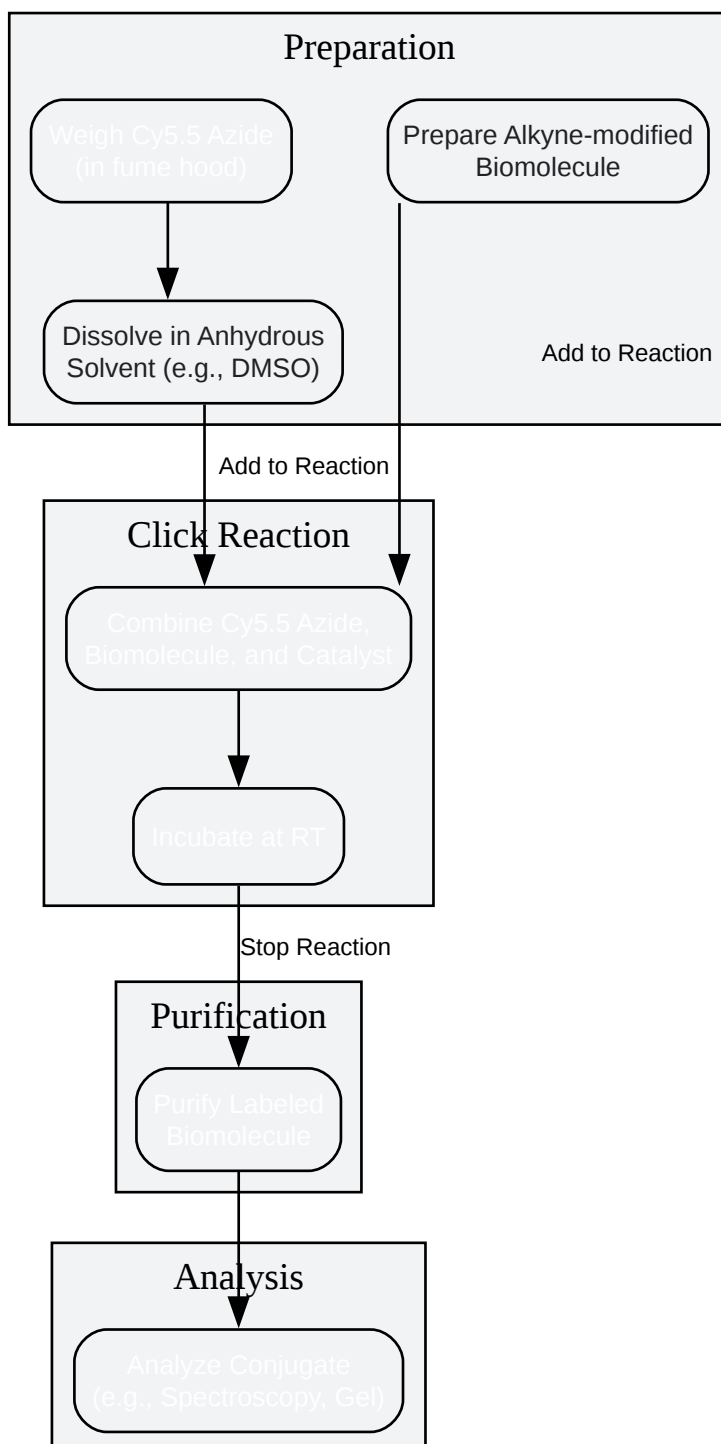 Preparation
Weigh Cy5.5 Azide
(in fume hood)
Prepare Alkyne-modified
Biomolecule
Dissolve in Anhydrous
Solvent (e.g., DMSO)
Add to Reaction
Add to Reaction
Click Reaction
Combine Cy5.5 Azide,
Biomolecule, and Catalyst
Incubate at RT
Stop Reaction
Purification
Purify Labeled
Biomolecule
Analysis
Analyze Conjugate
(e.g., Spectroscopy, Gel)